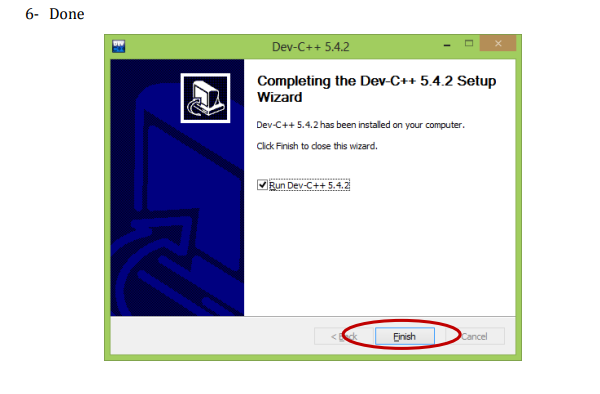 6- Done
Dev-C++ 5.4.2
Completing the Dev-C++ 5.4.2 Setup
Wizard
Dev-C++ 5.4.2 has been installed on your computer.
Click Finish to close this wizard.
Run Dev-C++ 5.4.2
< Back Finish Cancel